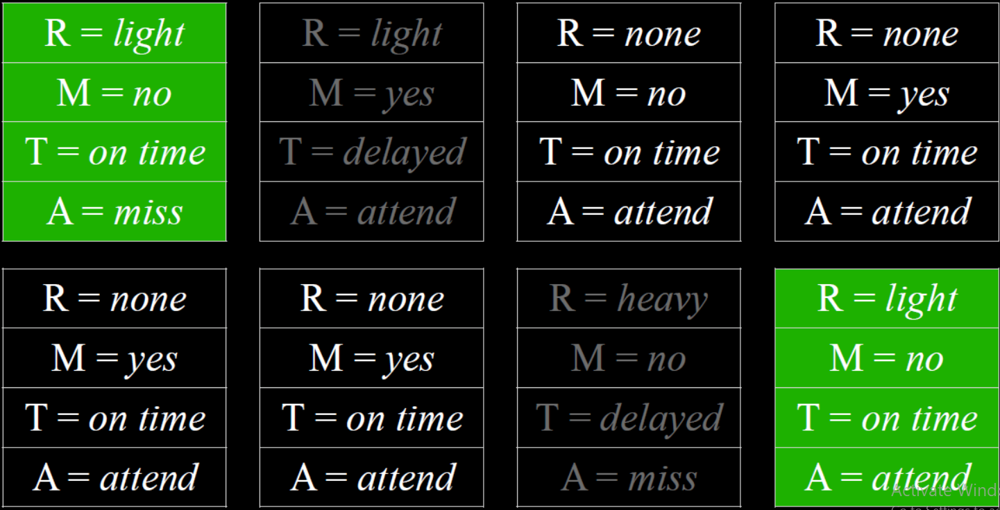 R = light
M = no
T = on time
A = miss
R = light
M = yes
T = delayed
A = attend
R = none
M = no
T = on time
A = attend
R = none
M = yes
T = on time
A = attend
R = none
M = yes
T = on time
A = attend
R = none
M = yes
T = on time
A = attend
R = heavy
M = no
T = delayed
A = miss
R = light
M = no
T = on time
A = attend
Activate Wind
Go to Settings to